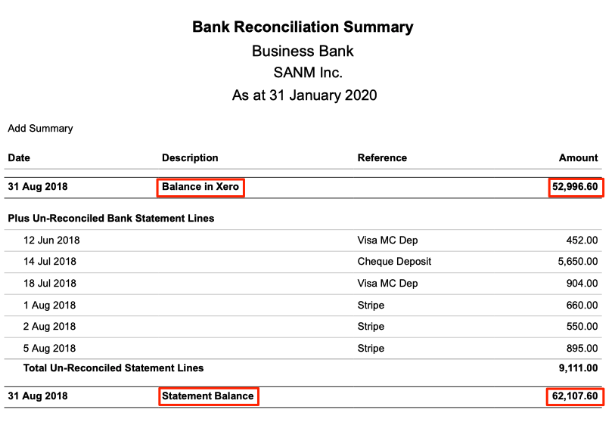 Bank Reconciliation Summary
Business Bank
SANM Inc.
As at 31 January 2020
Add Summary
Date Description Reference Amount
31 Aug 2018 Balance in Xero 52,996.60
Plus Un-Reconciled Bank Statement Lines
12 Jun 2018 Visa MC Dep 452.00
14 Jul 2018 Cheque Deposit 5,650.00
18 Jul 2018 Visa MC Dep 904.00
1 Aug 2018 Stripe 660.00
2 Aug 2018 Stripe 550.00
5 Aug 2018 Stripe 895.00
Total Un-Reconciled Statement Lines 9,111.00
31 Aug 2018 Statement Balance 62,107.60